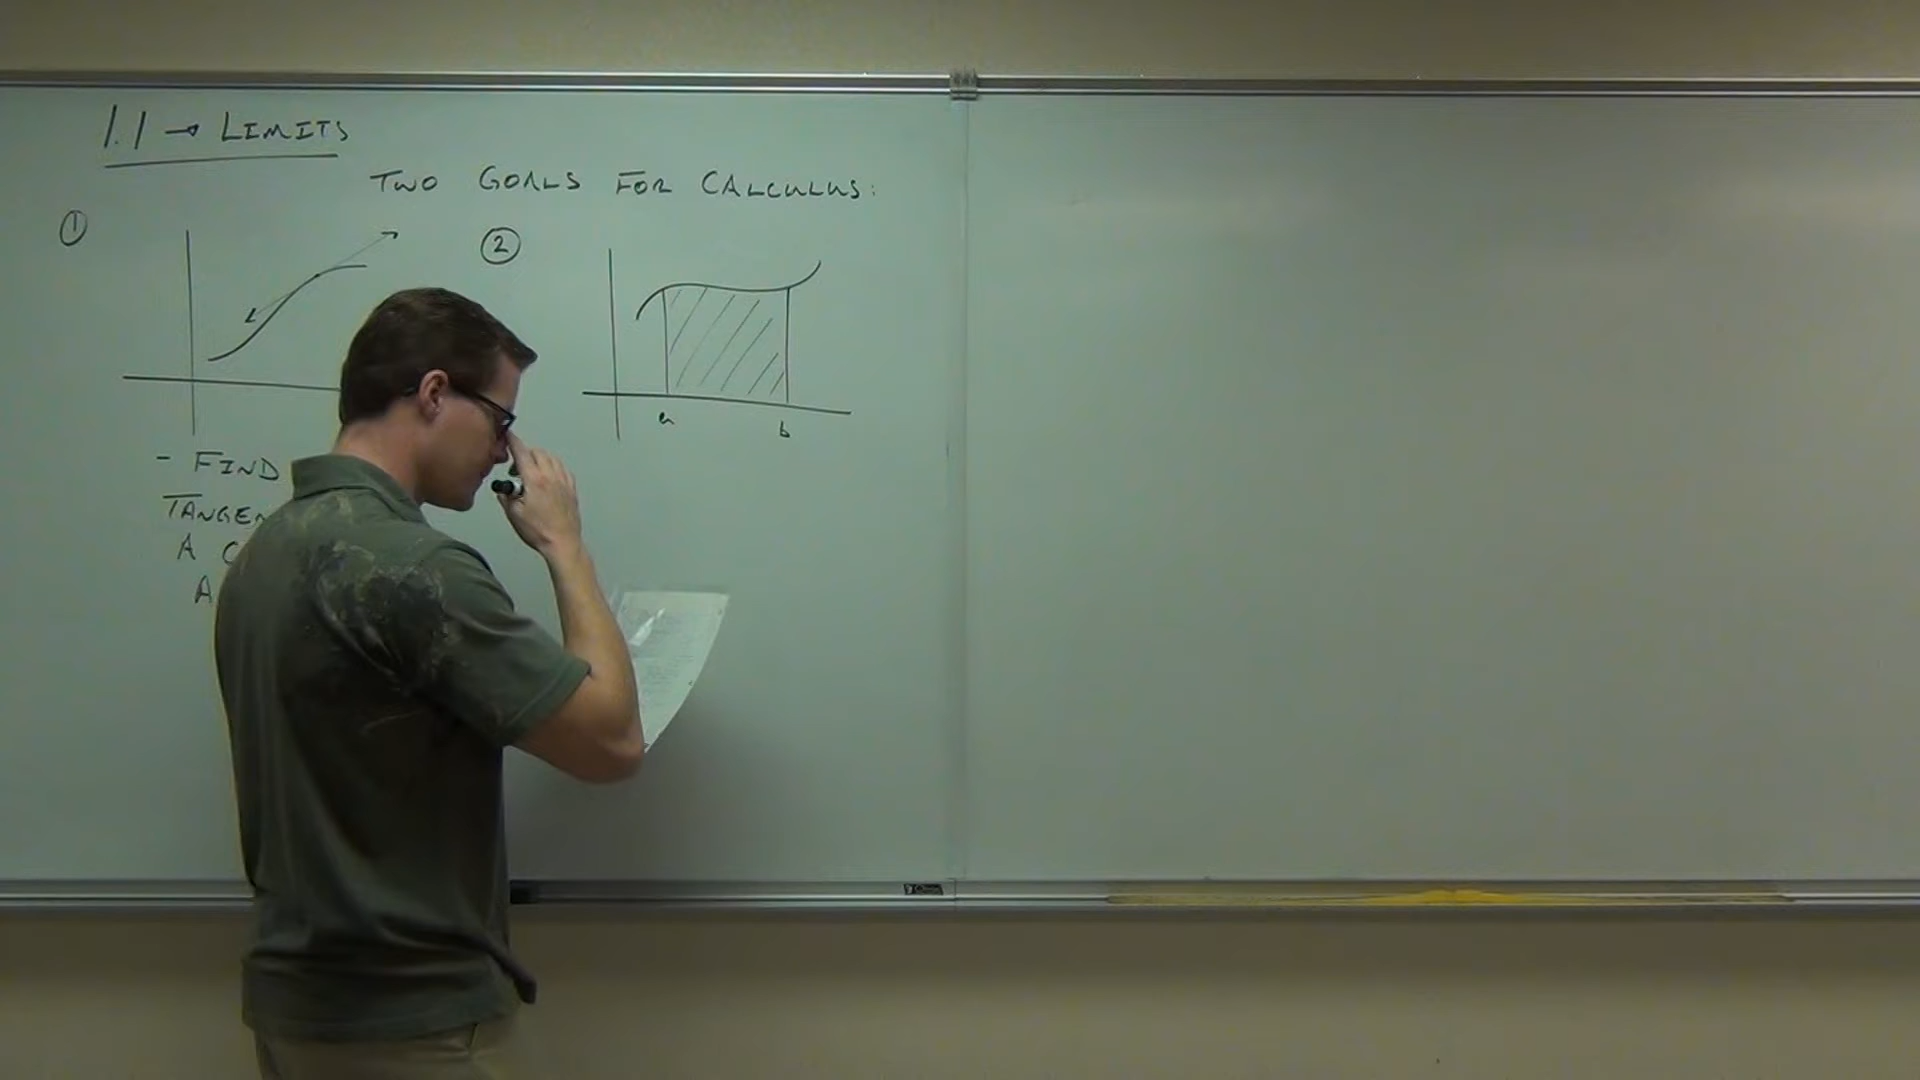 1.1 → LIMITS
TWO GOALS FOR CALCULUS:
①
②
a
b
- FIND
TANGEN
A C
A